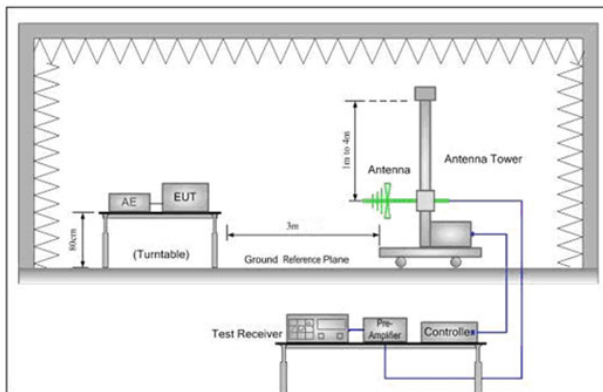 1m to 4m
Antenna
Antenna Tower
AE
EUT
80cm
(Turntable)
3m
Ground Reference Plane
Test Receiver
Pre-
Amplifier
Controller